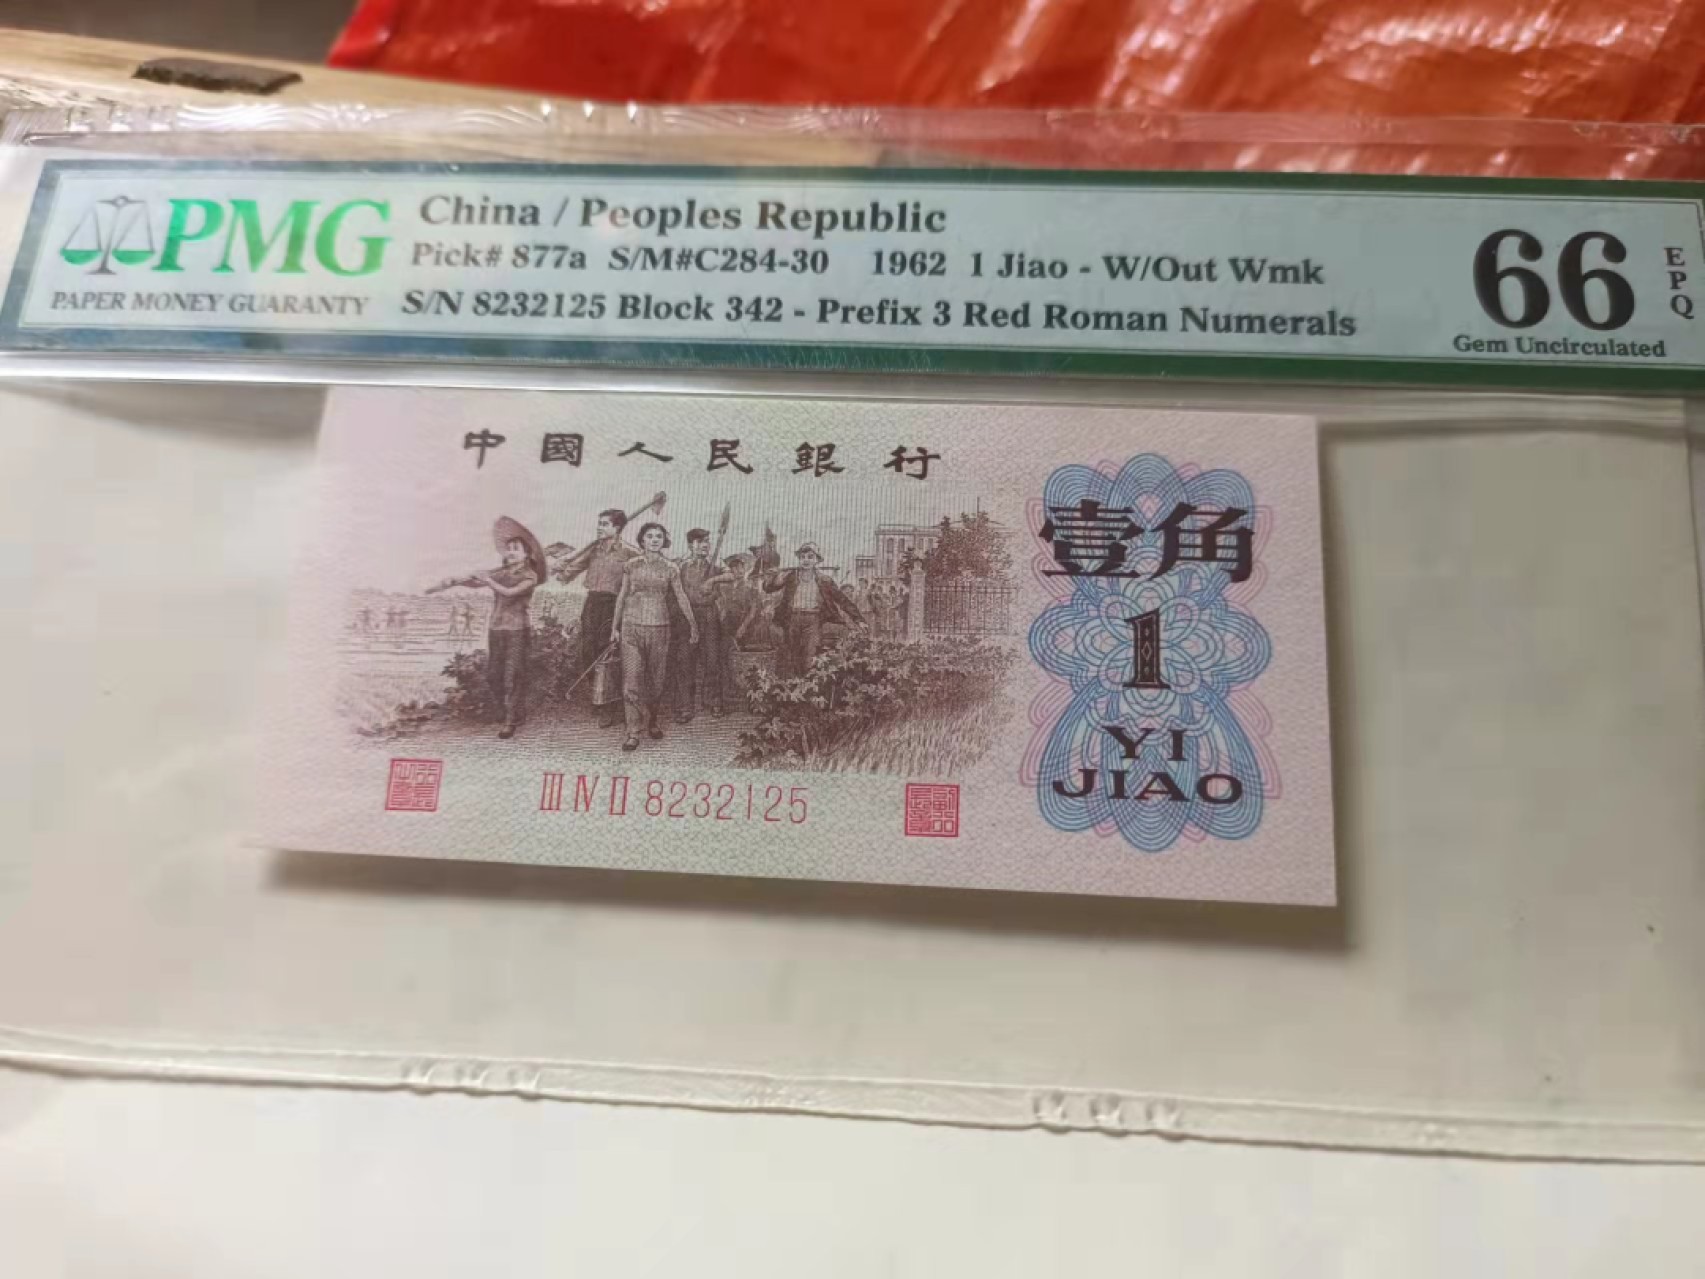 PMG
PAPER MONEY GUARANTY
China / Peoples Republic
Pick# 877a S/M#C284-30 1962 1 Jiao - W/Out Wmk
S/N 8232125 Block 342 - Prefix 3 Red Roman Numerals
66
EPQ
Gem Uncirculated
中國人民銀行
壹角
1
YI
JIAO
III IV II 8232125